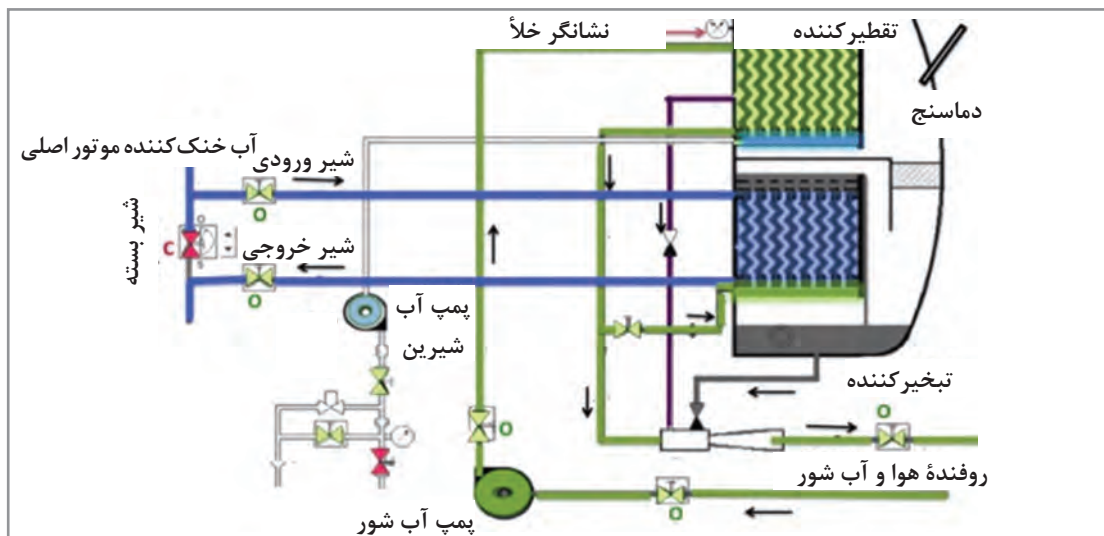 نشانگر خلأ
تقطیرکننده
دماسنج
آب خنک‌کننده موتور اصلی
شیر ورودی
O
شیر بسته
C
شیر خروجی
O
پمپ آب
شیرین
تبخیرکننده
O
O
روفندهٔ هوا و آب شور
پمپ آب شور
O